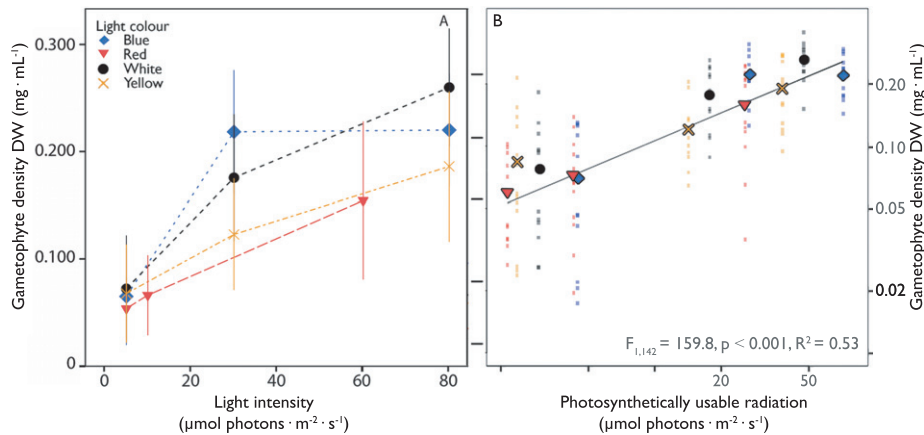 A
Light colour
Blue
Red
White
Yellow
0.300
0.200
0.100
0
0
20
40
60
80
Gametophyte density DW (mg · mL⁻¹)
Light intensity
(µmol photons · m⁻² · s⁻¹)
B
0.20
0.10
0.05
0.02
20
50
F₁,₁₄₂ = 159.8, p < 0.001, R² = 0.53
Gametophyte density DW (mg · mL⁻¹)
Photosynthetically usable radiation
(µmol photons · m⁻² · s⁻¹)